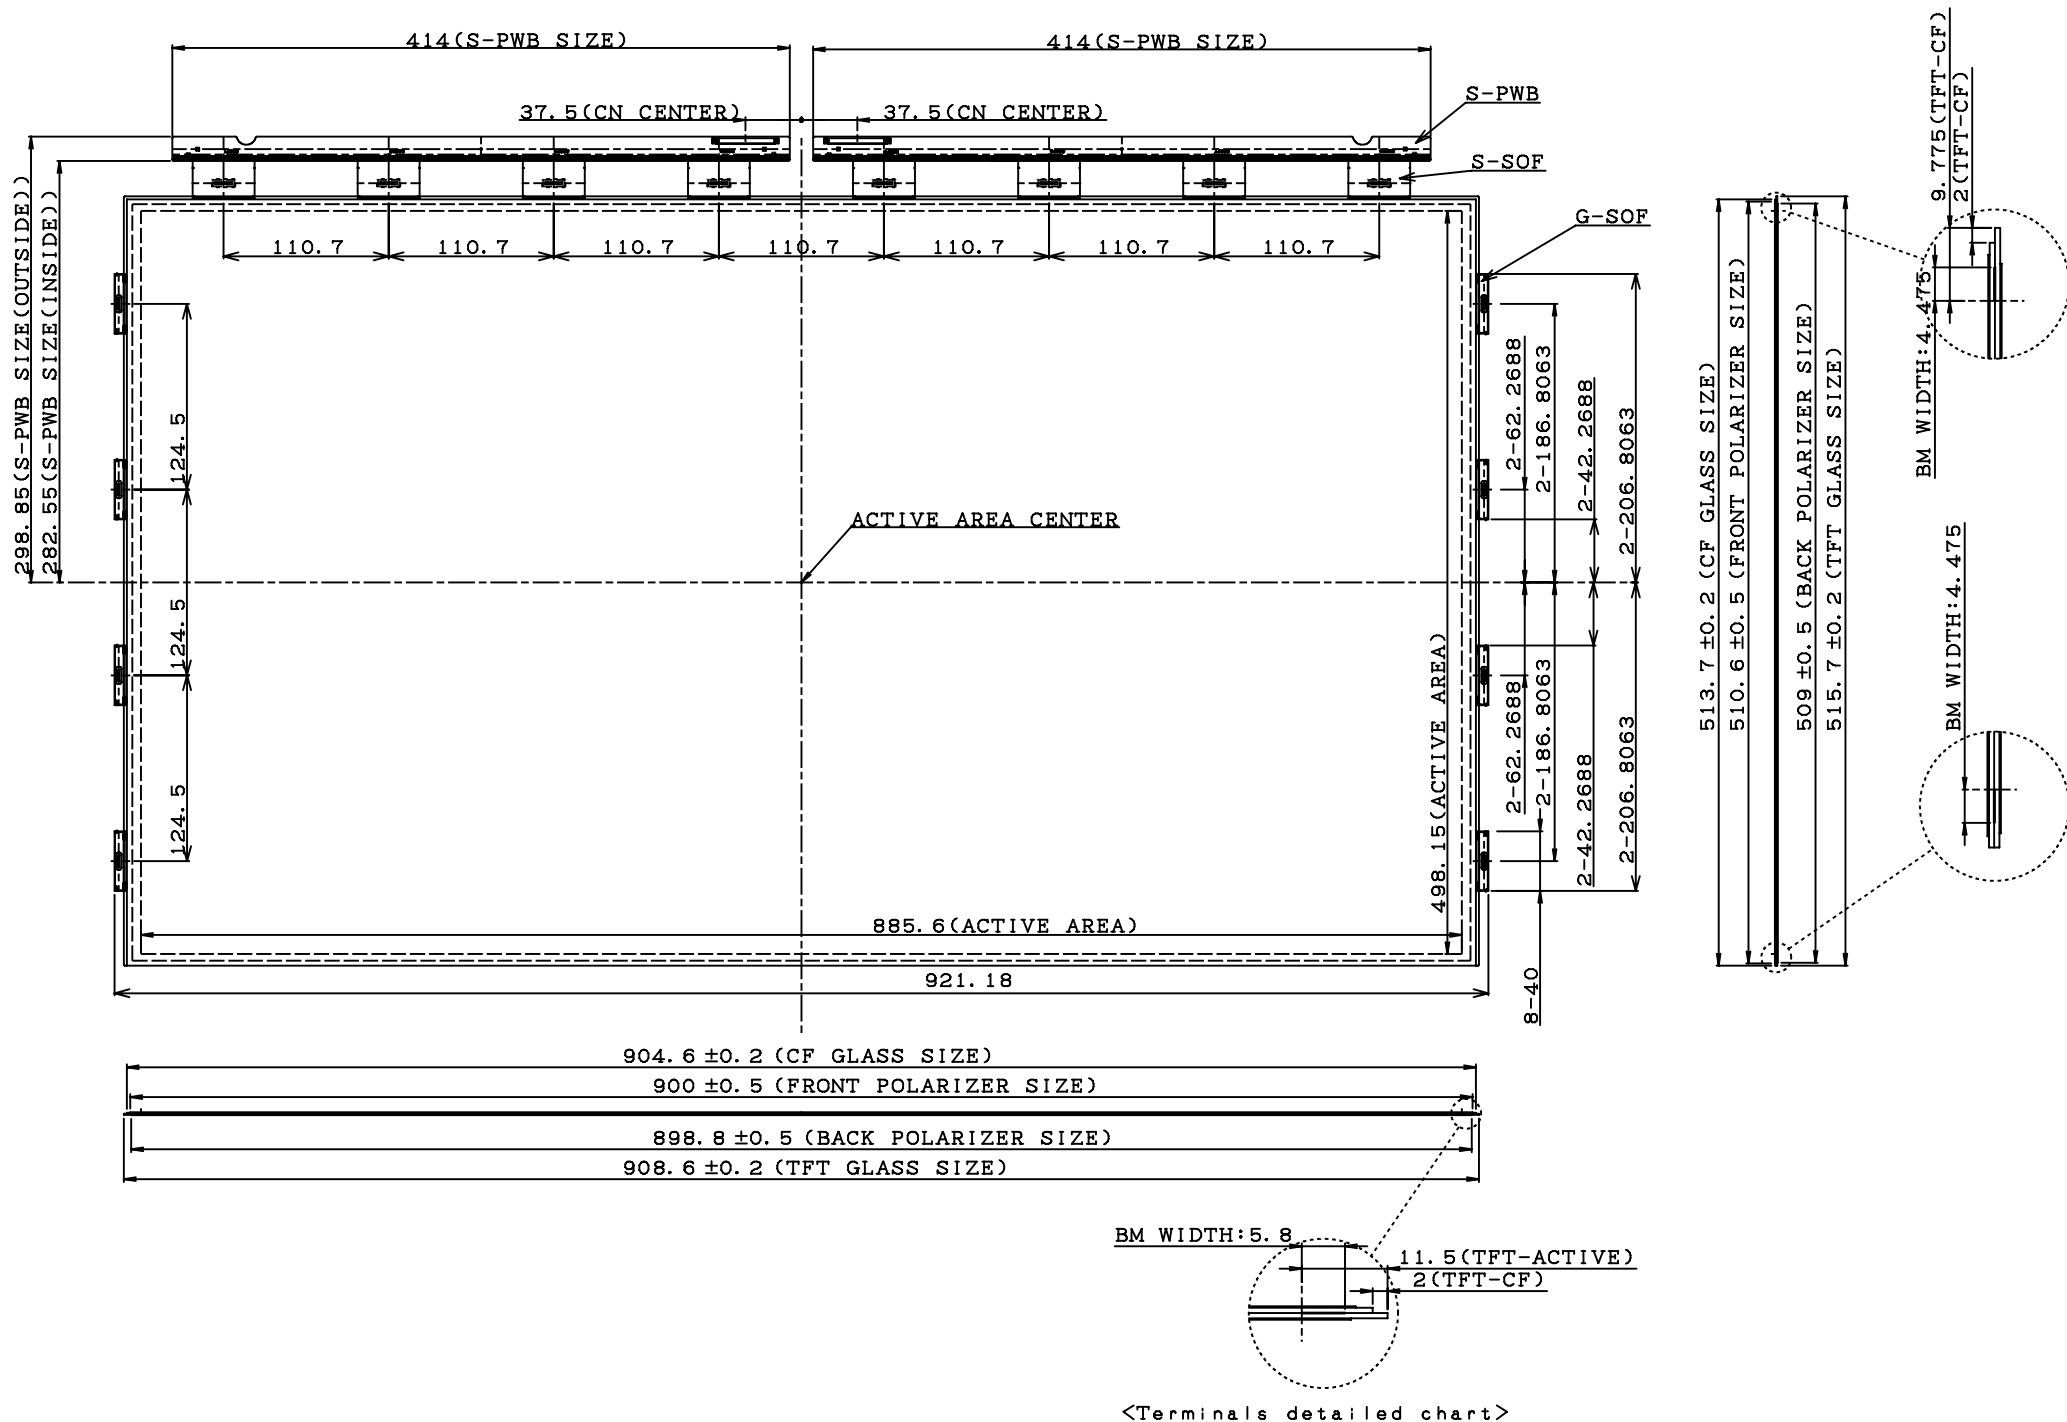 414(S-PWB SIZE)
414(S-PWB SIZE)
37.5(CN CENTER)
37.5(CN CENTER)
S-PWB
S-SOF
G-SOF
298.85(S-PWB SIZE(OUTSIDE))
282.55(S-PWB SIZE(INSIDE))
110.7
110.7
110.7
110.7
110.7
110.7
110.7
124.5
124.5
124.5
ACTIVE AREA CENTER
2-62.2688
2-186.8063
2-42.2688
2-206.8063
2-62.2688
2-186.8063
2-42.2688
2-206.8063
498.15(ACTIVE AREA)
885.6(ACTIVE AREA)
921.18
8-40
513.7±0.2(CF GLASS SIZE)
510.6±0.5(FRONT POLARIZER SIZE)
509±0.5(BACK POLARIZER SIZE)
515.7±0.2(TFT GLASS SIZE)
9.775(TFT-CF)
2(TFT-CF)
BM WIDTH:4.475
BM WIDTH:4.475
904.6±0.2(CF GLASS SIZE)
900±0.5(FRONT POLARIZER SIZE)
898.8±0.5(BACK POLARIZER SIZE)
908.6±0.2(TFT GLASS SIZE)
BM WIDTH:5.8
11.5(TFT-ACTIVE)
2(TFT-CF)
<Terminals detailed chart>